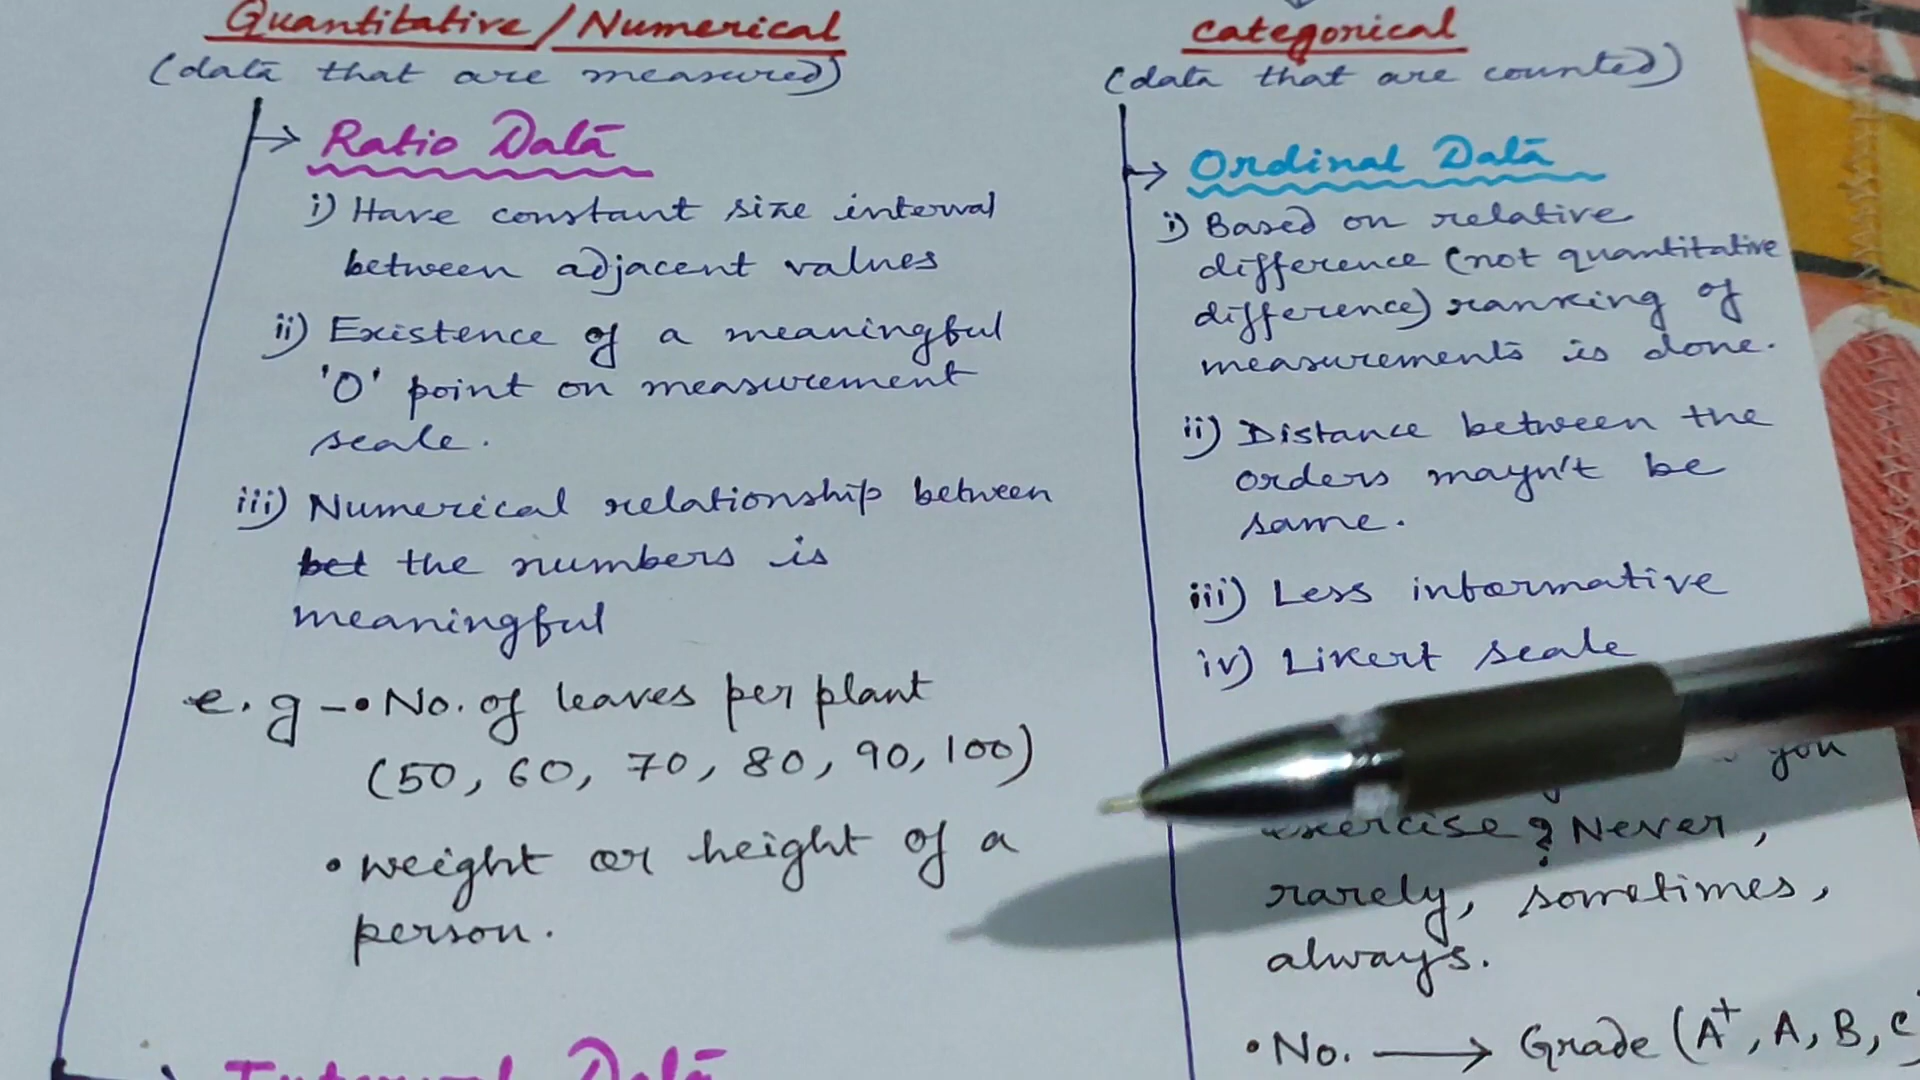 Quantitative/Numerical
(data that are measured)
Ratio Data
i) Have constant size interval
between adjacent values
ii) Existence of a meaningful
'0' point on measurement
scale.
iii) Numerical relationship between
bet the numbers is
meaningful
e.g - • No. of leaves per plant
(50, 60, 70, 80, 90, 100)
• weight or height of a
person.
Interval Data
Categorical
(data that are counted)
Ordinal Data
i) Based on relative
difference (not quantitative
difference) ranking of
measurements is done.
ii) Distance between the
orders mayn't be
same.
iii) Less informative
iv) Likert scale
you
exercise? Never,
rarely, sometimes,
always.
• No. → Grade (A+, A, B, C